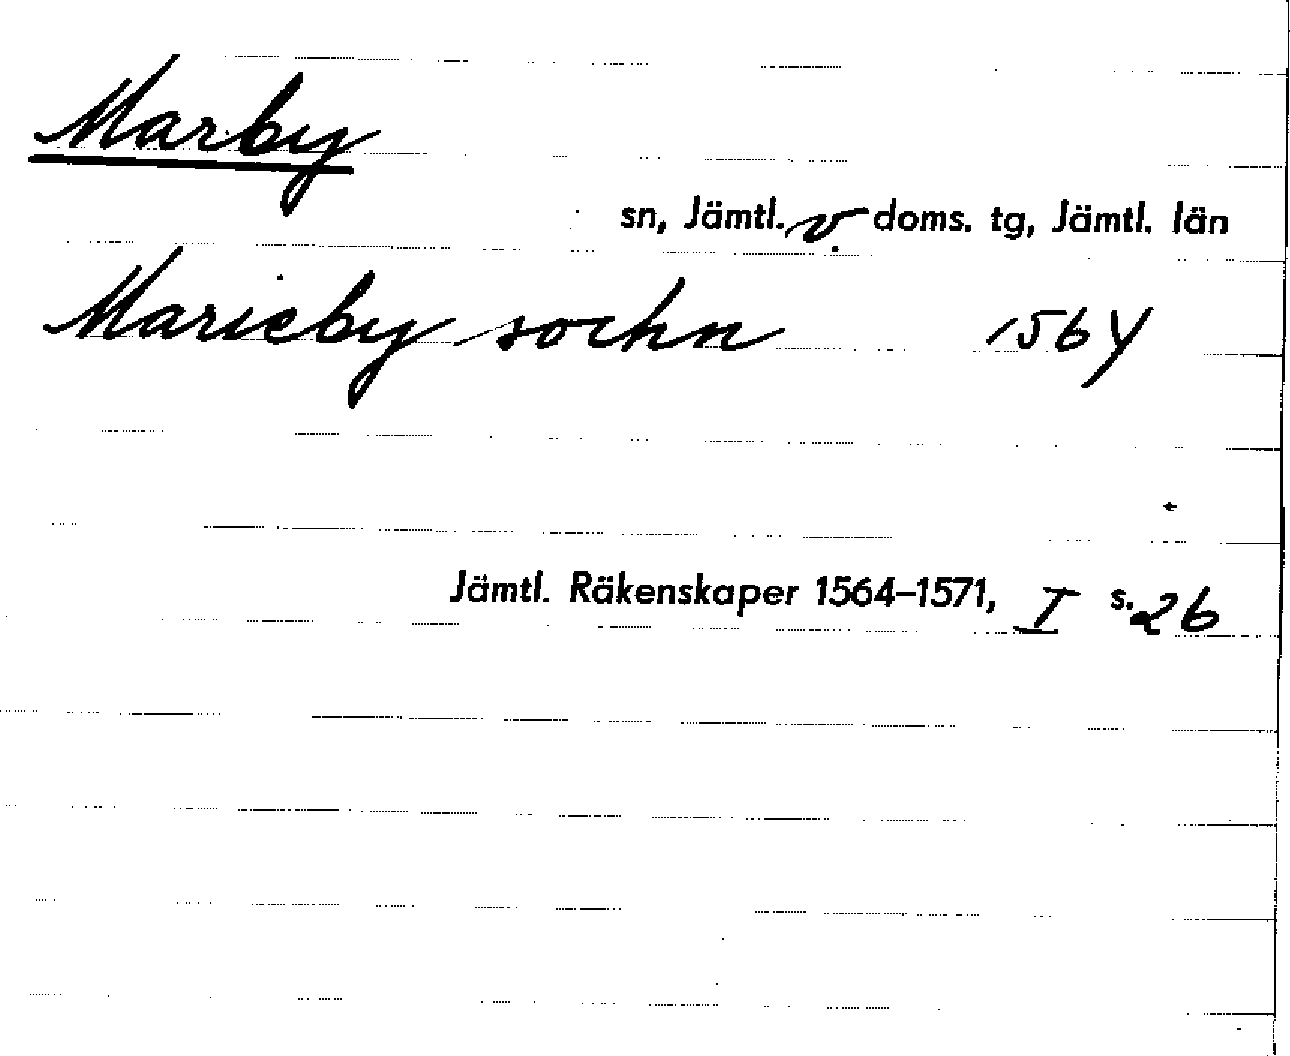 Marby
sn, Jämtl. v. doms. tg, Jämtl. län
Marieby sochn 1564
Jämtl. Räkenskaper 1564–1571, I s. 26